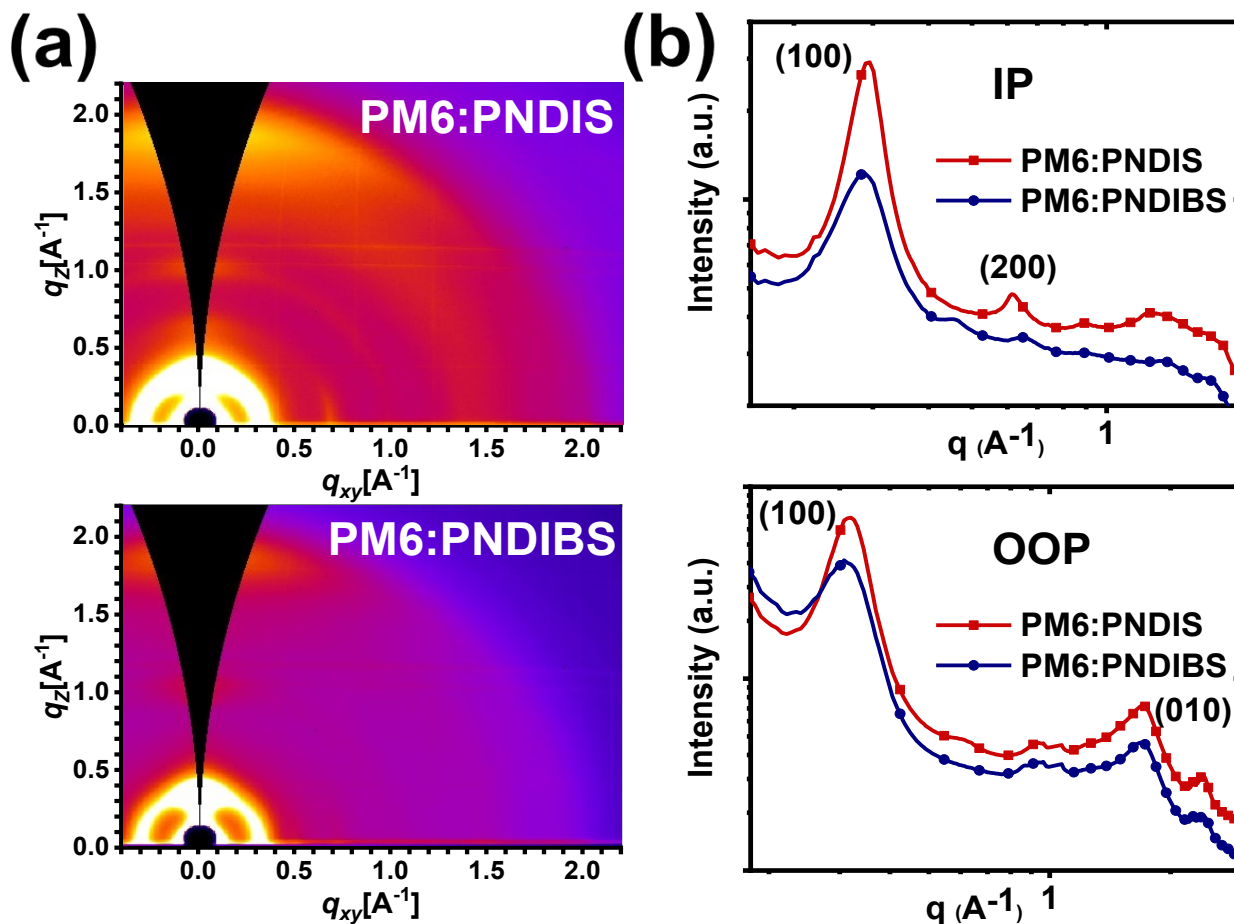 (a)
PM6:PNDIS
2.0
1.5
1.0
0.5
0.0
qz[A⁻¹]
0.0 0.5 1.0 1.5 2.0
qxy[A⁻¹]
PM6:PNDIBS
2.0
1.5
1.0
0.5
0.0
qz[A⁻¹]
0.0 0.5 1.0 1.5 2.0
qxy[A⁻¹]
(b)
(100)
IP
PM6:PNDIS
PM6:PNDIBS
(200)
Intensity (a.u.)
1
q (A⁻¹)
(100)
OOP
PM6:PNDIS
PM6:PNDIBS
(010)
Intensity (a.u.)
1
q (A⁻¹)